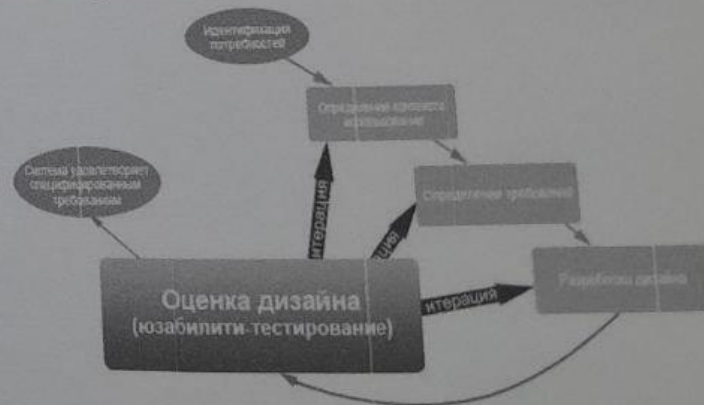 Идентификация
потребностей
Определение контекста
использования
Система удовлетворяет
специфицированным
требованиям
Определение требований
итерация
ация
итерация
Разработка дизайна
Оценка дизайна
(юзабилити-тестирование)